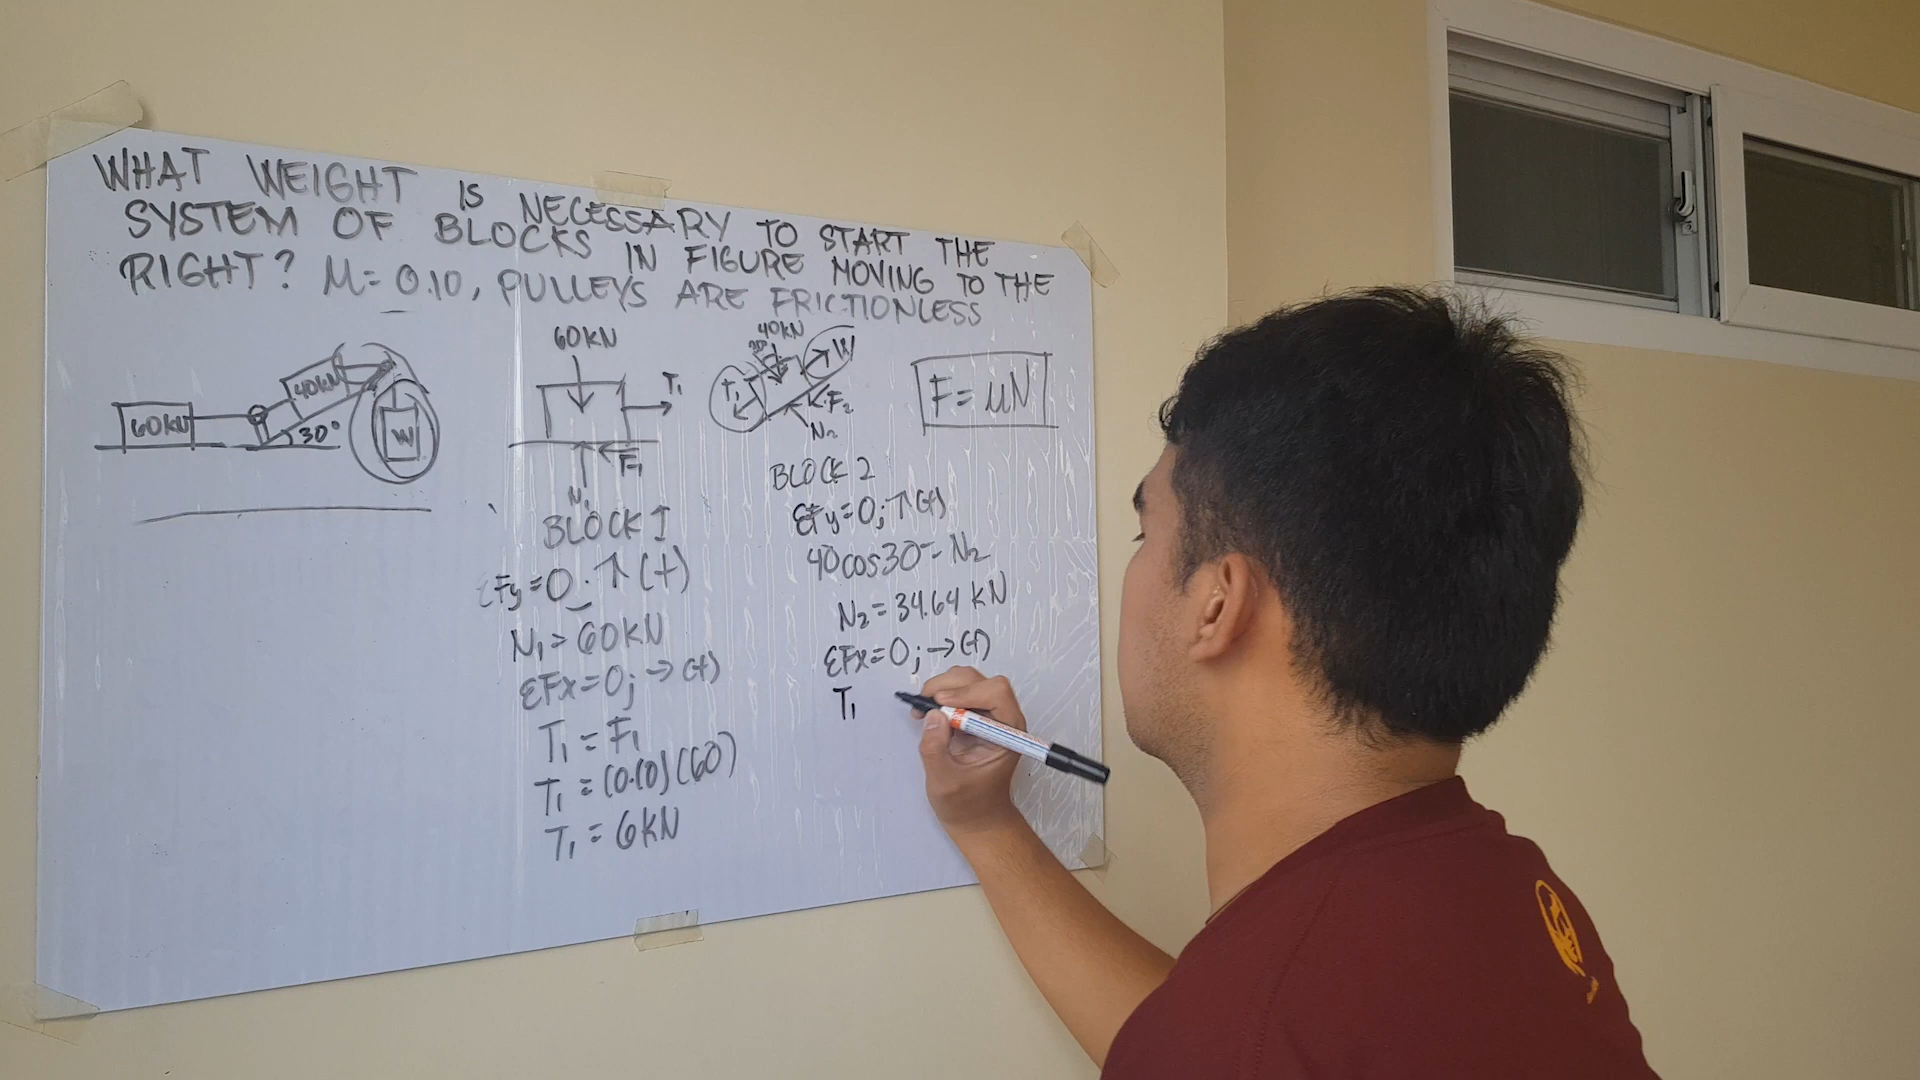 WHAT WEIGHT IS NECESSARY TO START THE
SYSTEM OF BLOCKS IN FIGURE MOVING TO THE
RIGHT? M= 0.10, PULLEYS ARE FRICTIONLESS
60KN
40KN
30°
W
60KN
T₁
F₁
N₁
BLOCK I
ΣFy=0; ↑(+)
N₁= 60KN
ΣFx=0; →(+)
T₁ = F₁
T₁ = (0.10)(60)
T₁ = 6KN
40KN
30°
W
T₁
F₂
N₂
BLOCK 2
ΣFy=0; ↑(+)
40cos30= N₂
N₂ = 34.64 KN
ΣFx=0; →(+)
T₁
F = μN